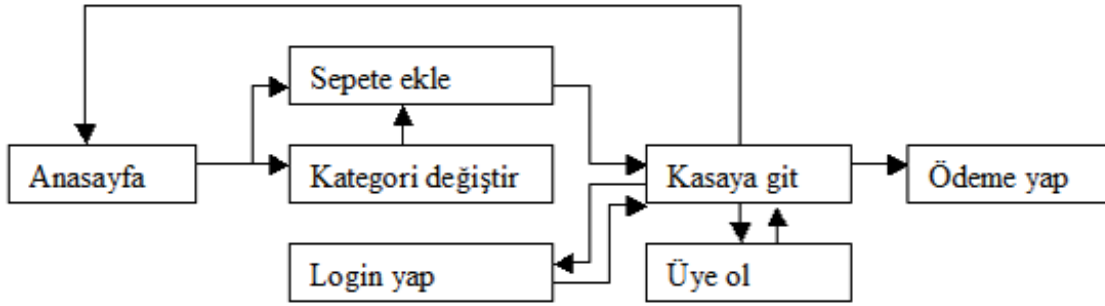 Sepete ekle
Anasayfa
Kategori değiştir
Kasaya git
Ödeme yap
Login yap
Üye ol